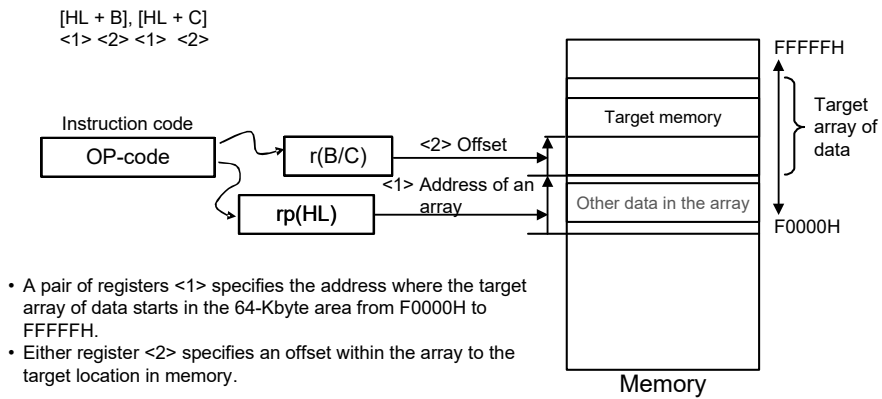 [HL + B], [HL + C]
<1> <2> <1> <2>
FFFFFH
Target memory
Target
array of
data
Instruction code
OP-code
r(B/C)
<2> Offset
<1> Address of an
array
rp(HL)
Other data in the array
F0000H
• A pair of registers <1> specifies the address where the target
array of data starts in the 64-Kbyte area from F0000H to
FFFFFH.
• Either register <2> specifies an offset within the array to the
target location in memory.
Memory